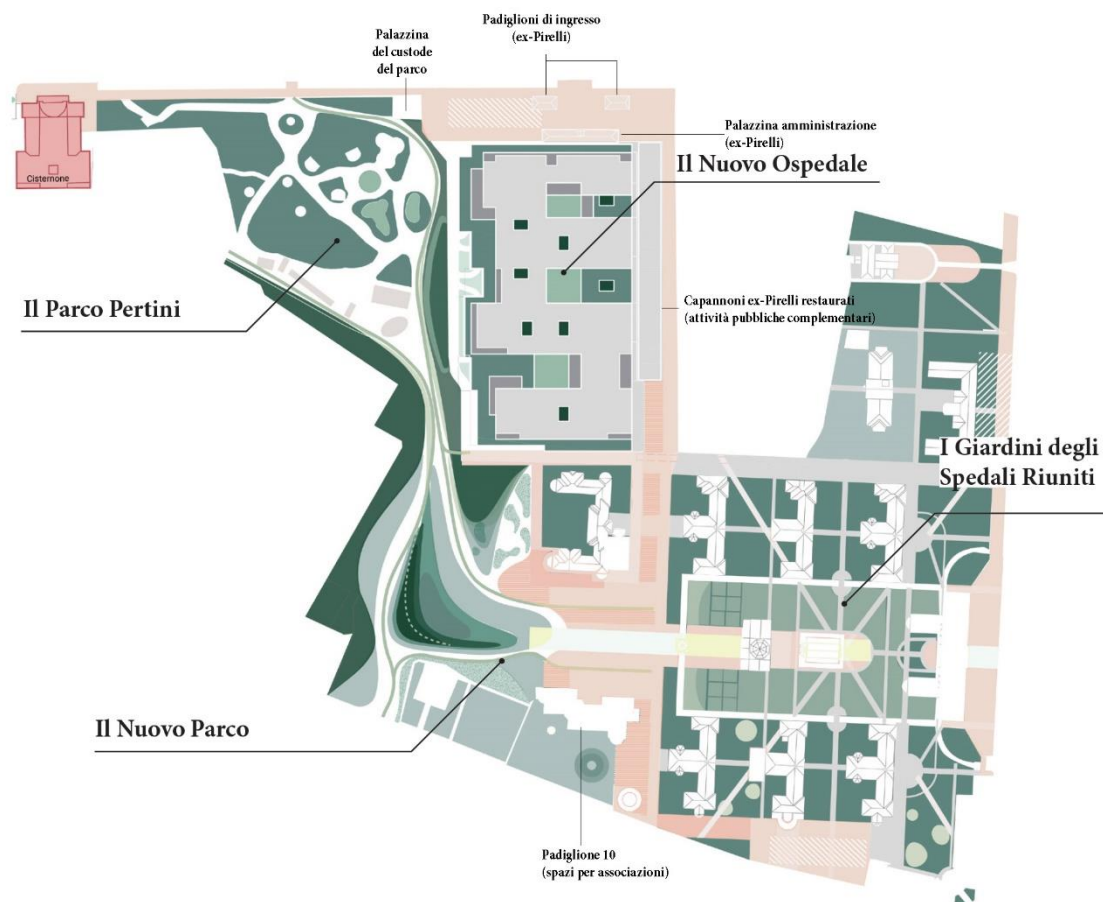 Padiglioni di ingresso
(ex-Pirelli)
Palazzina
del custode
del parco
Palazzina amministrazione
(ex-Pirelli)
Il Nuovo Ospedale
Cisternone
Il Parco Pertini
Capannoni ex-Pirelli restaurati
(attività pubbliche complementari)
I Giardini degli
Spedali Riuniti
Il Nuovo Parco
Padiglione 10
(spazi per associazioni)